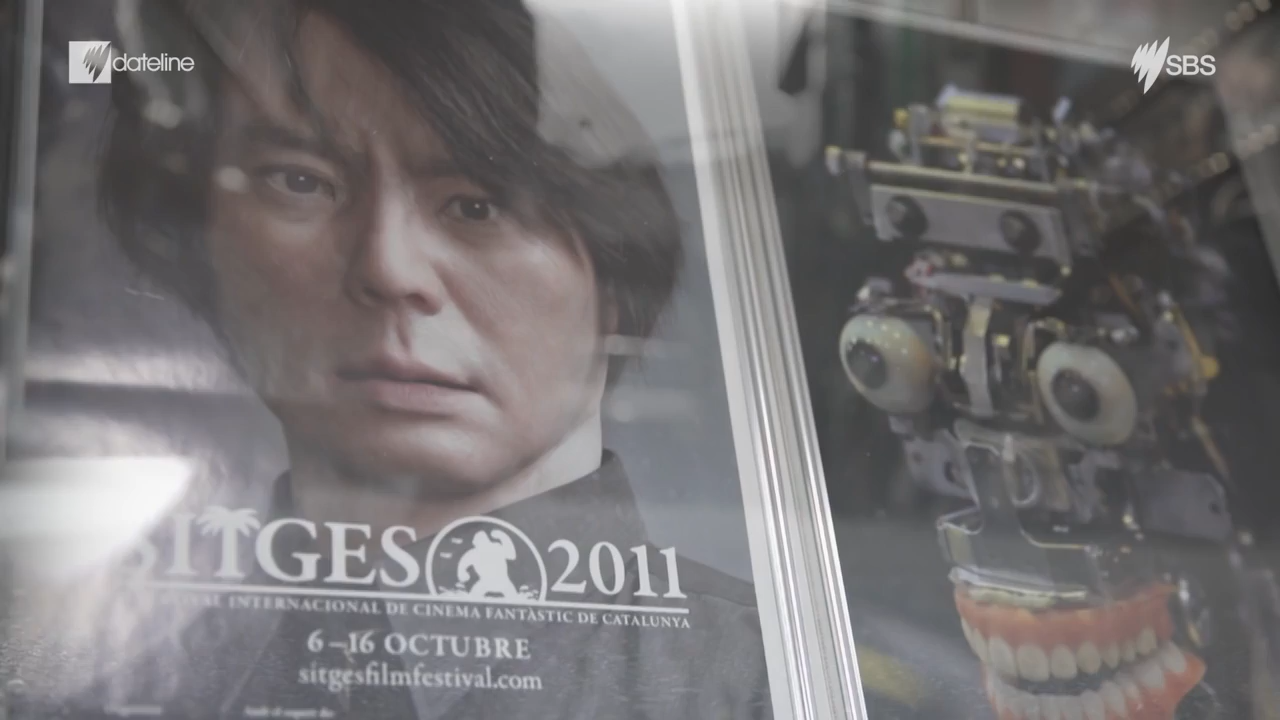 dateline
SBS
SITGES 2011
INTERNACIONAL DE CINEMA FANTÀSTIC DE CATALUNYA
6 – 16 OCTUBRE
sitgesfilmfestival.com